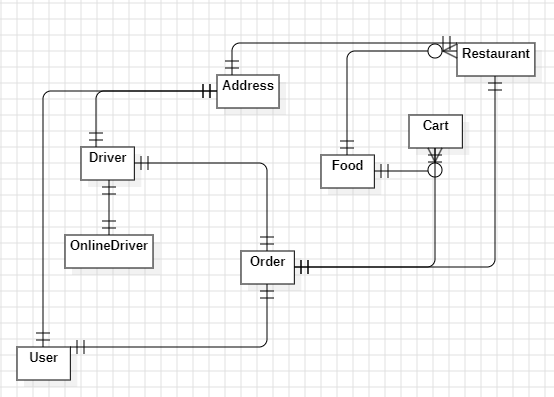 Restaurant
Address
Cart
Driver
Food
OnlineDriver
Order
User